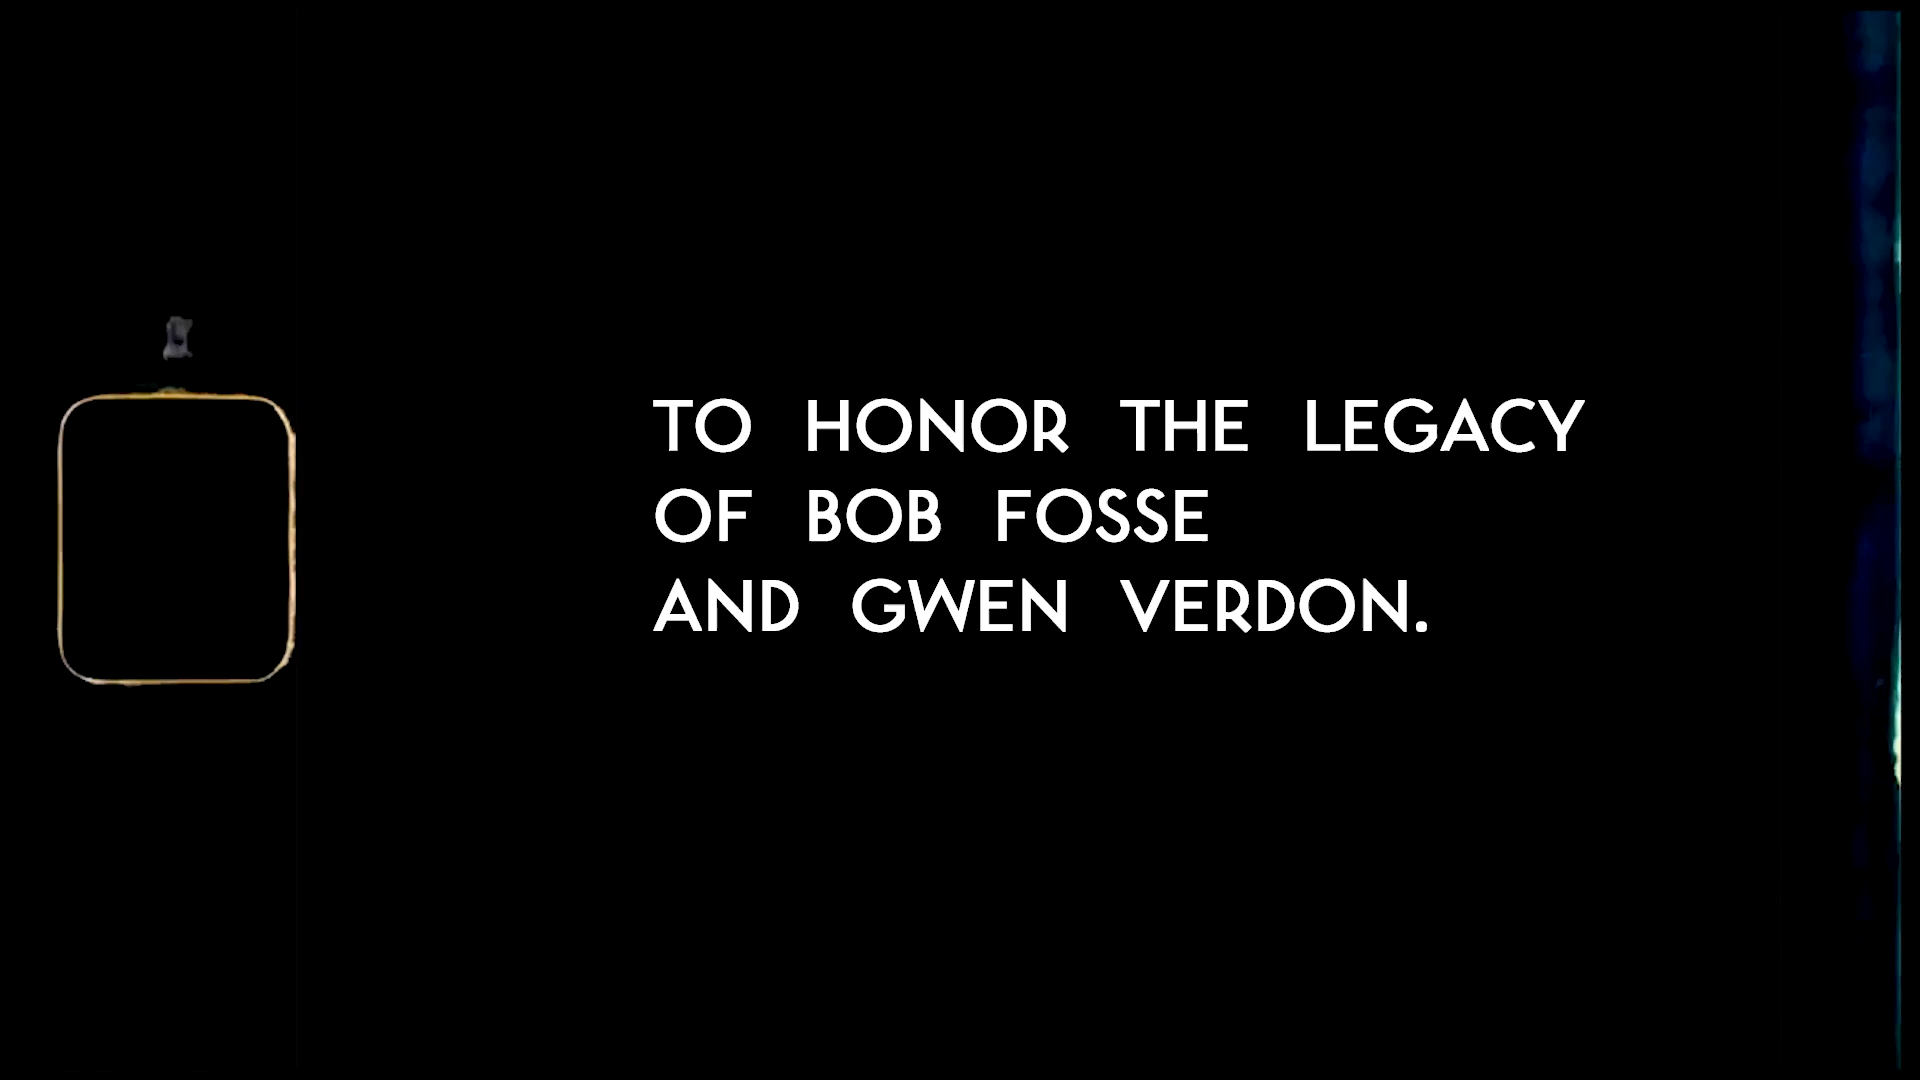 TO HONOR THE LEGACY
OF BOB FOSSE
AND GWEN VERDON.